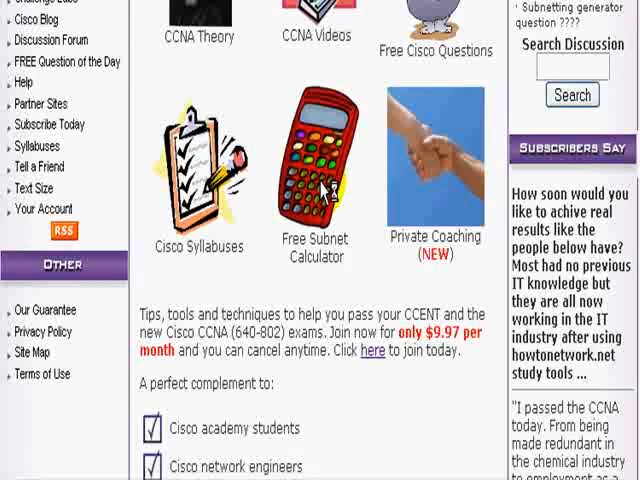 Challenge Labs
Cisco Blog
Discussion Forum
FREE Question of the Day
Help
Partner Sites
Subscribe Today
Syllabuses
Tell a Friend
Text Size
Your Account
RSS
OTHER
Our Guarantee
Privacy Policy
Site Map
Terms of Use
CCNA Theory
CCNA Videos
Free Cisco Questions
Cisco Syllabuses
Free Subnet
Calculator
Private Coaching
(NEW)
Tips, tools and techniques to help you pass your CCENT and the
new Cisco CCNA (640-802) exams. Join now for only $9.97 per
month and you can cancel anytime. Click here to join today.
A perfect complement to:
Cisco academy students
Cisco network engineers
Subnetting generator
question ????
Search Discussion
Search
SUBSCRIBERS SAY
How soon would you
like to achive real
results like the
people below have?
Most had no previous
IT knowledge but
they are all now
working in the IT
industry after using
howtonetwork.net
study tools ...
"I passed the CCNA
today. From being
made redundant in
the chemical industry
to employment as a